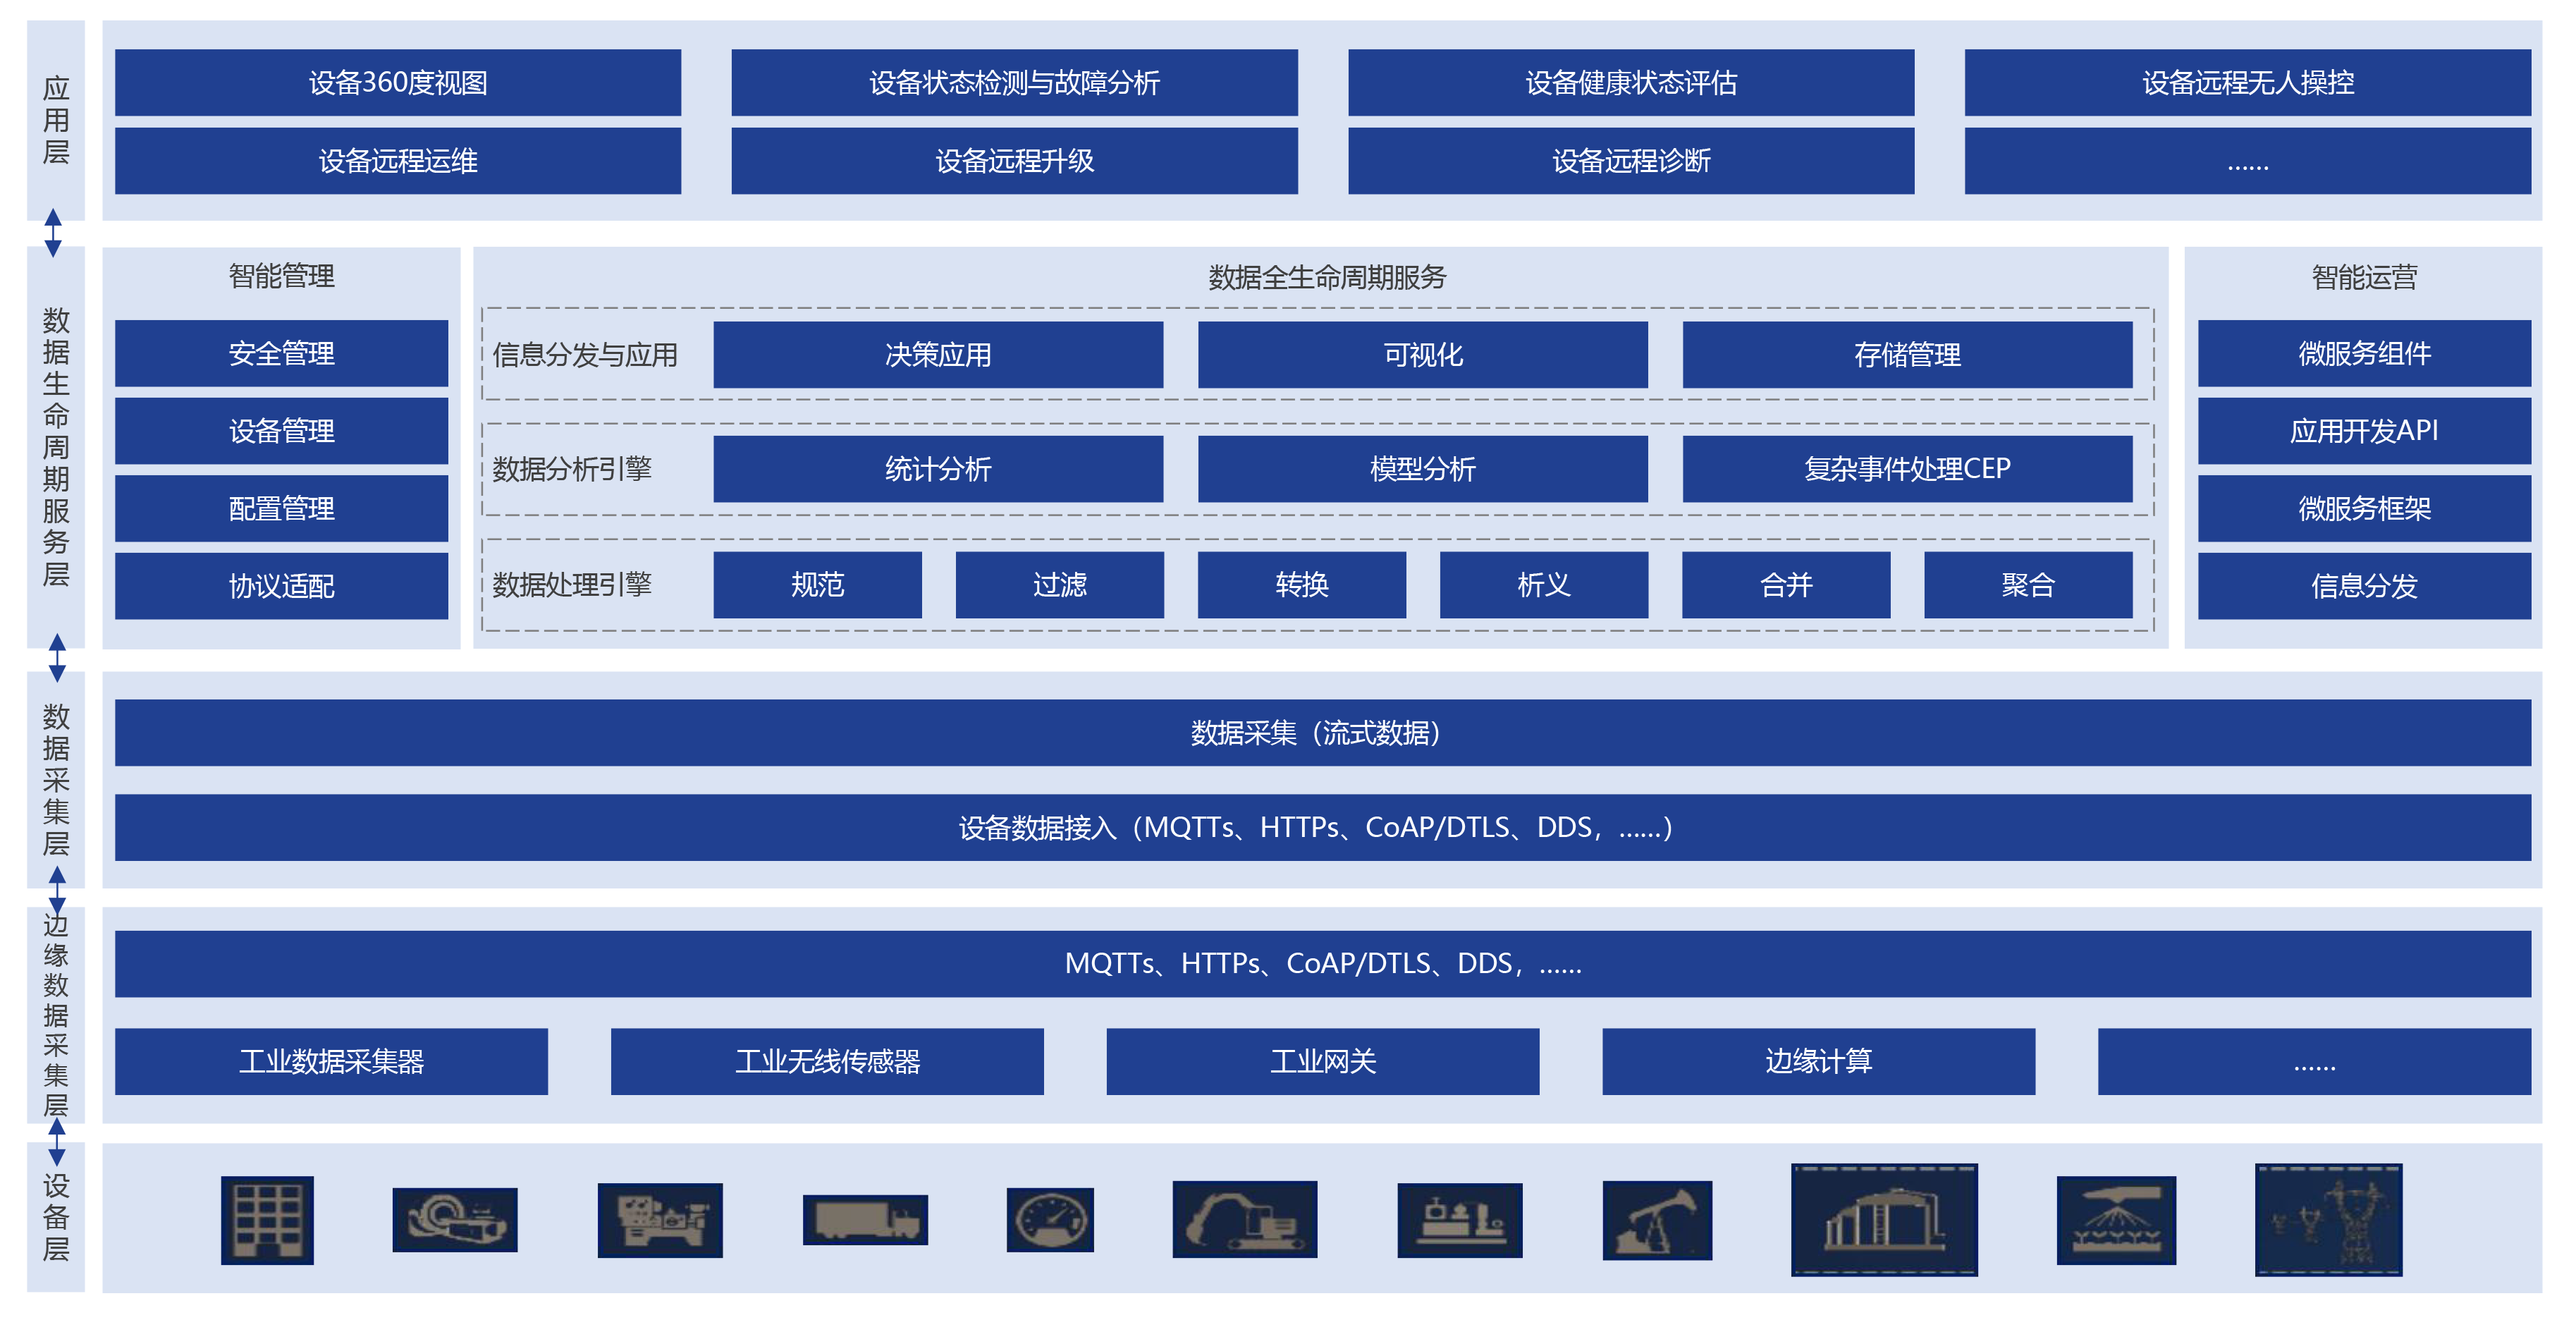 应用层
设备360度视图
设备状态检测与故障分析
设备健康状态评估
设备远程无人操控
设备远程运维
设备远程升级
设备远程诊断
……
数据生命周期服务层
智能管理
安全管理
设备管理
配置管理
协议适配
数据全生命周期服务
信息分发与应用
决策应用
可视化
存储管理
数据分析引擎
统计分析
模型分析
复杂事件处理CEP
数据处理引擎
规范
过滤
转换
析义
合并
聚合
智能运营
微服务组件
应用开发API
微服务框架
信息分发
数据采集层
数据采集（流式数据）
设备数据接入（MQTTs、HTTPs、CoAP/DTLS、DDS，……）
边缘数据采集层
MQTTs、HTTPs、CoAP/DTLS、DDS，……
工业数据采集器
工业无线传感器
工业网关
边缘计算
……
设备层